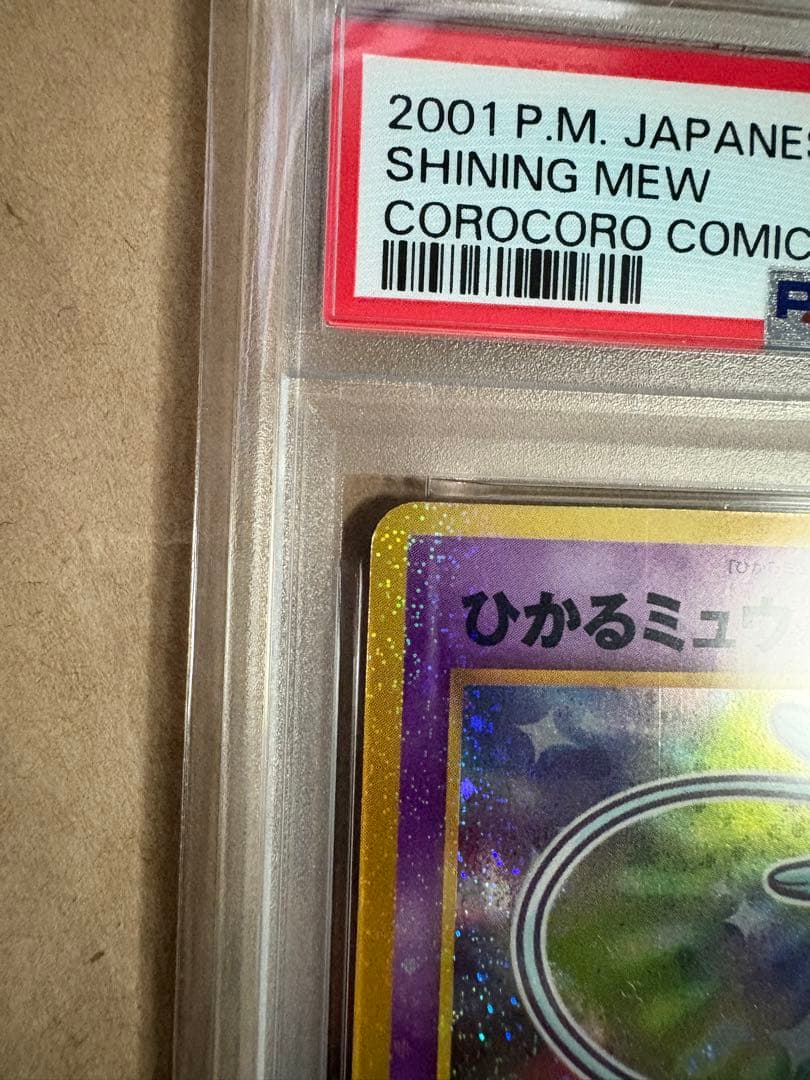 2001 P.M. JAPANES
SHINING MEW
COROCORO COMIC
ひかるミュウ